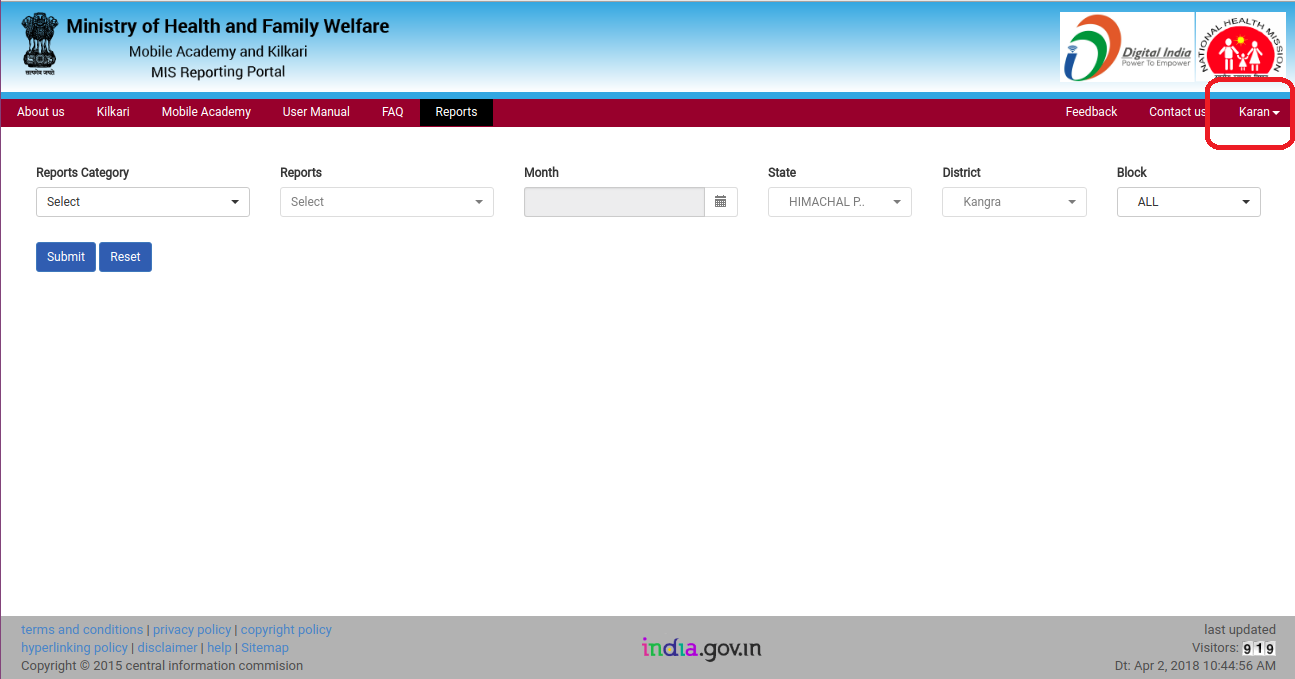 Ministry of Health and Family Welfare
Mobile Academy and Kilkari
MIS Reporting Portal
सत्यमेव जयते
Digital India
Power To Empower
NATIONAL HEALTH MISSION
About us Kilkari Mobile Academy User Manual FAQ Reports Feedback Contact us Karan
Reports Category Reports Month State District Block
Select Select HIMACHAL P.. Kangra ALL
Submit Reset
terms and conditions | privacy policy | copyright policy
hyperlinking policy | disclaimer | help | Sitemap
Copyright © 2015 central information commision
india.gov.in
last updated
Visitors: 919
Dt: Apr 2, 2018 10:44:56 AM